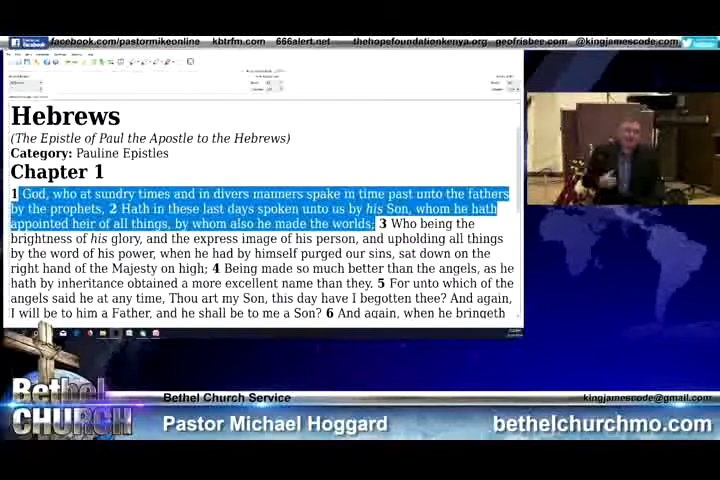 facebook.com/pastormikeonline kbtrfm.com 666alert.net thehopefoundationkenya.org geofrisbee.com @kingjamescode
facebook
twitter
Hebrews
(The Epistle of Paul the Apostle to the Hebrews)
Category: Pauline Epistles
Chapter 1
1 God, who at sundry times and in divers manners spake in time past unto the fathers
by the prophets, 2 Hath in these last days spoken unto us by his Son, whom he hath
appointed heir of all things, by whom also he made the worlds; 3 Who being the
brightness of his glory, and the express image of his person, and upholding all things
by the word of his power, when he had by himself purged our sins, sat down on the
right hand of the Majesty on high; 4 Being made so much better than the angels, as he
hath by inheritance obtained a more excellent name than they. 5 For unto which of the
angels said he at any time, Thou art my Son, this day have I begotten thee? And again,
I will be to him a Father, and he shall be to me a Son? 6 And again, when he bringeth
Bethel
CHURCH
Bethel Church Service
kingjamescode@gmail.com
Pastor Michael Hoggard
bethelchurchmo.com